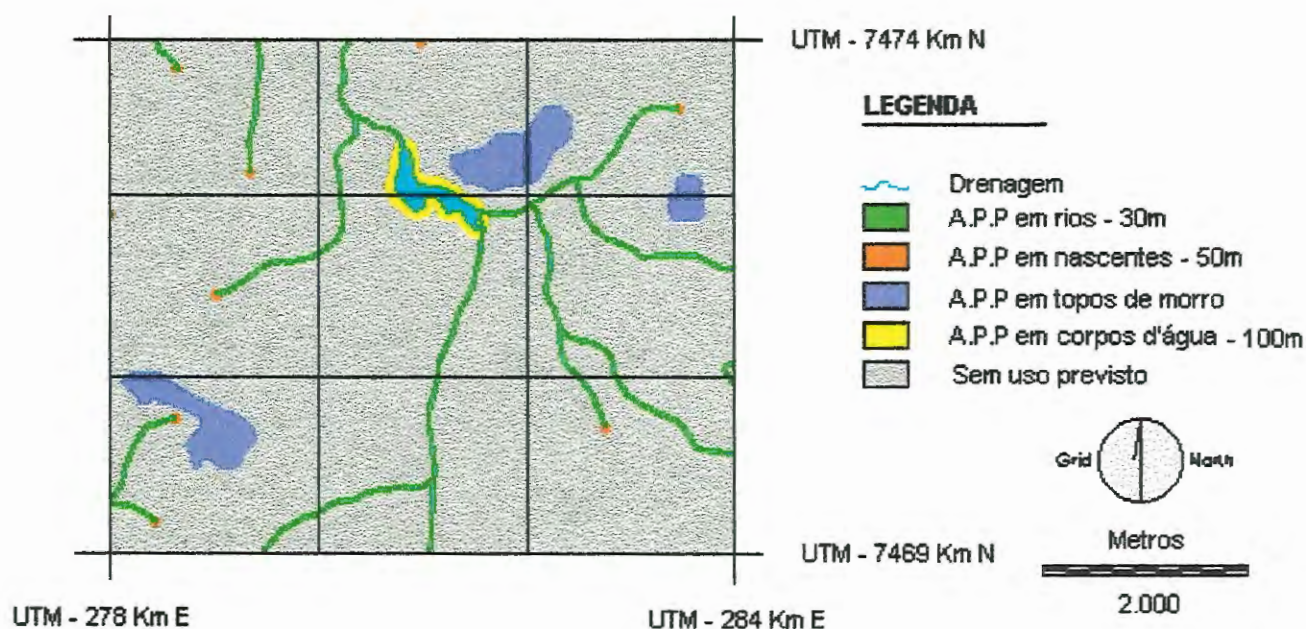 UTM - 7474 Km N
LEGENDA
Drenagem
A.P.P em rios - 30m
A.P.P em nascentes - 50m
A.P.P em topos de morro
A.P.P em corpos d'água - 100m
Sem uso previsto
Grid North
Metros
2.000
UTM - 7469 Km N
UTM - 278 Km E
UTM - 284 Km E